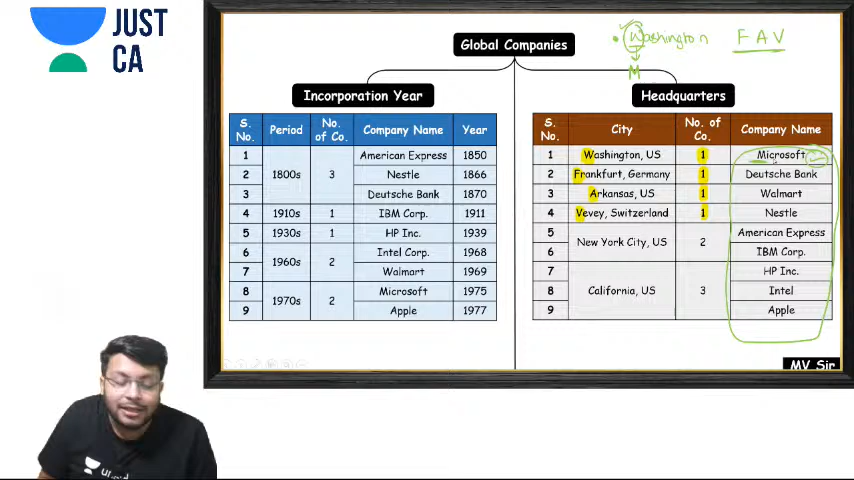 JUST
CA
Global Companies
• Washington
F A V
M
Incorporation Year
S. No. Period No. of Co. Company Name Year
1 1800s 3 American Express 1850
2 Nestle 1866
3 Deutsche Bank 1870
4 1910s 1 IBM Corp. 1911
5 1930s 1 HP Inc. 1939
6 1960s 2 Intel Corp. 1968
7 Walmart 1969
8 1970s 2 Microsoft 1975
9 Apple 1977
Headquarters
S. No. City No. of Co. Company Name
1 Washington, US 1 Microsoft
2 Frankfurt, Germany 1 Deutsche Bank
3 Arkansas, US 1 Walmart
4 Vevey, Switzerland 1 Nestle
5 New York City, US 2 American Express
6 IBM Corp.
7 California, US 3 HP Inc.
8 Intel
9 Apple
MV Sir